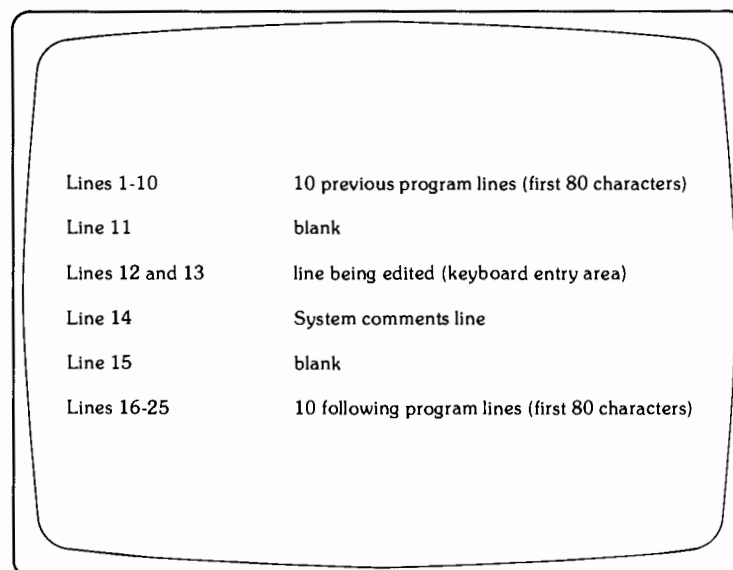 Lines 1-10 10 previous program lines (first 80 characters)
Line 11 blank
Lines 12 and 13 line being edited (keyboard entry area)
Line 14 System comments line
Line 15 blank
Lines 16-25 10 following program lines (first 80 characters)